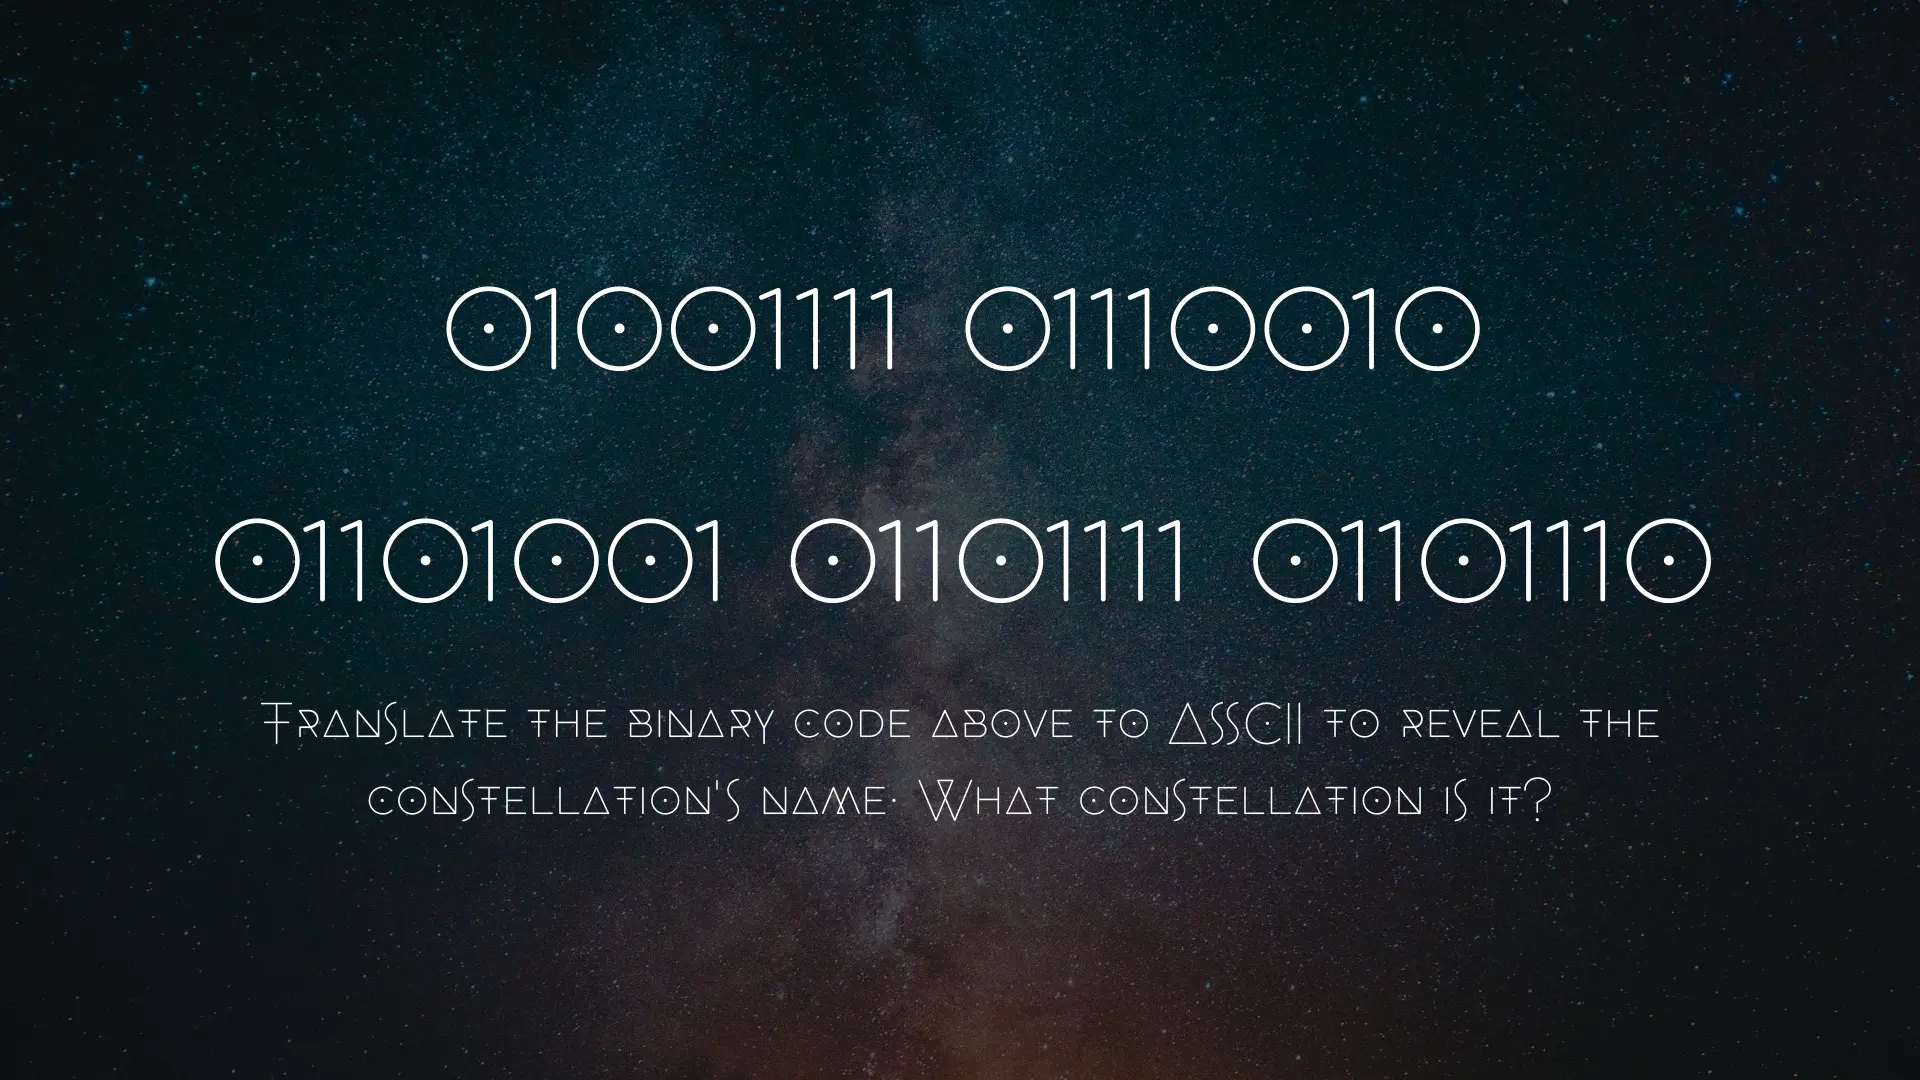 01001111 01110010
01101001 01101111 01101110
Translate the binary code above to ASSCII to reveal the
constellation's name. What constellation is it?